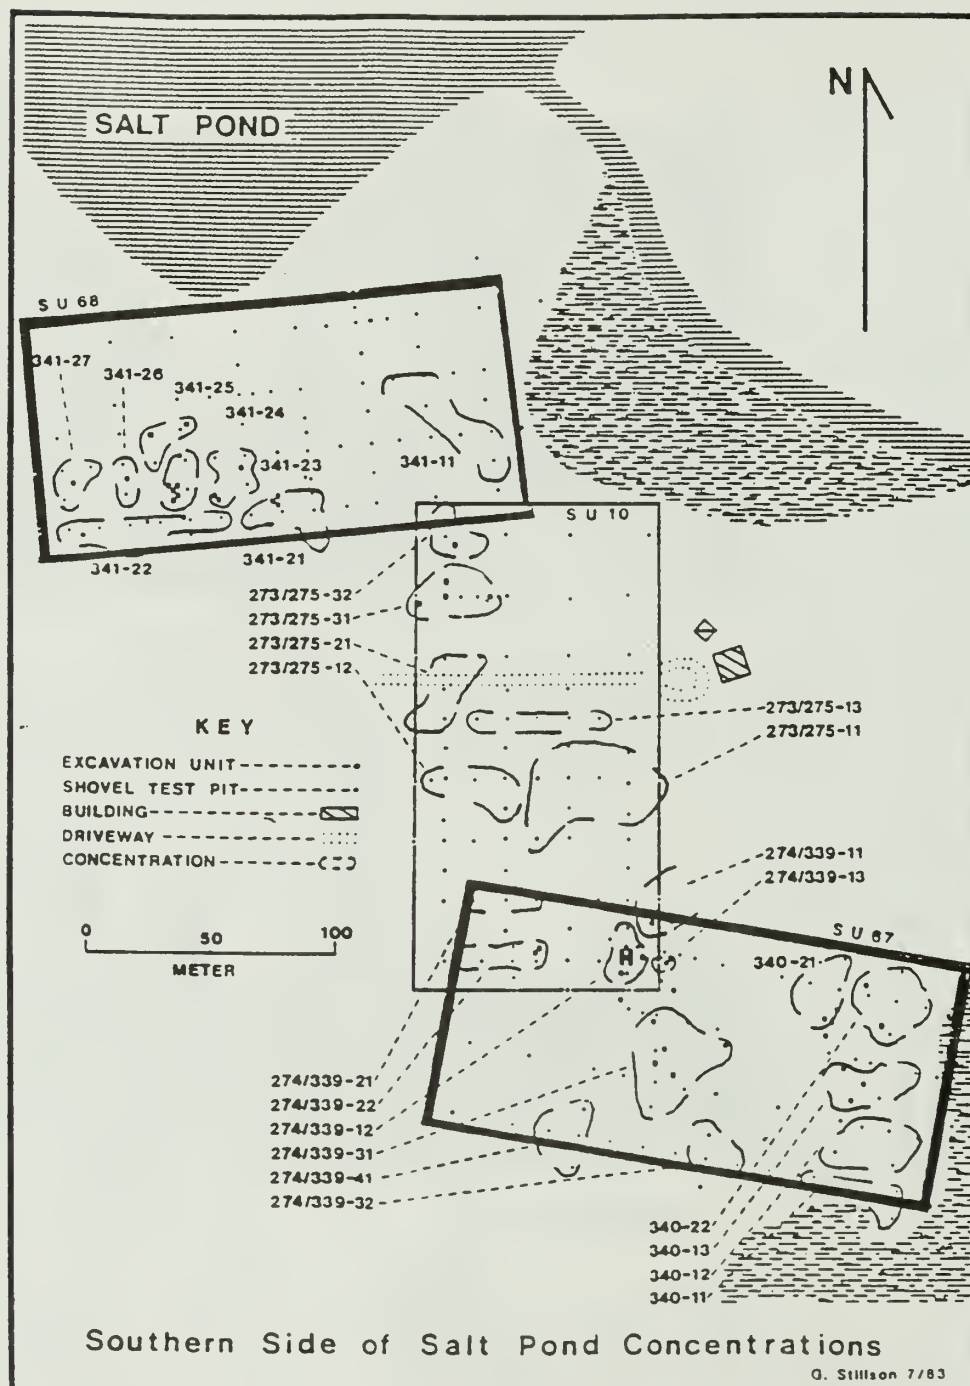 N
SALT POND
SU 68
341-27
341-26
341-25
341-24
341-23
341-11
341-22
341-21
SU 10
273/275-32
273/275-31
273/275-21
273/275-12
273/275-13
273/275-11
KEY
EXCAVATION UNIT
SHOVEL TEST PIT
BUILDING
DRIVEWAY
CONCENTRATION
0 50 100
METER
274/339-11
274/339-13
SU 67
340-21
274/339-21
274/339-22
274/339-12
274/339-31
274/339-41
274/339-32
340-22
340-13
340-12
340-11
Southern Side of Salt Pond Concentrations
G. Stillson 7/83